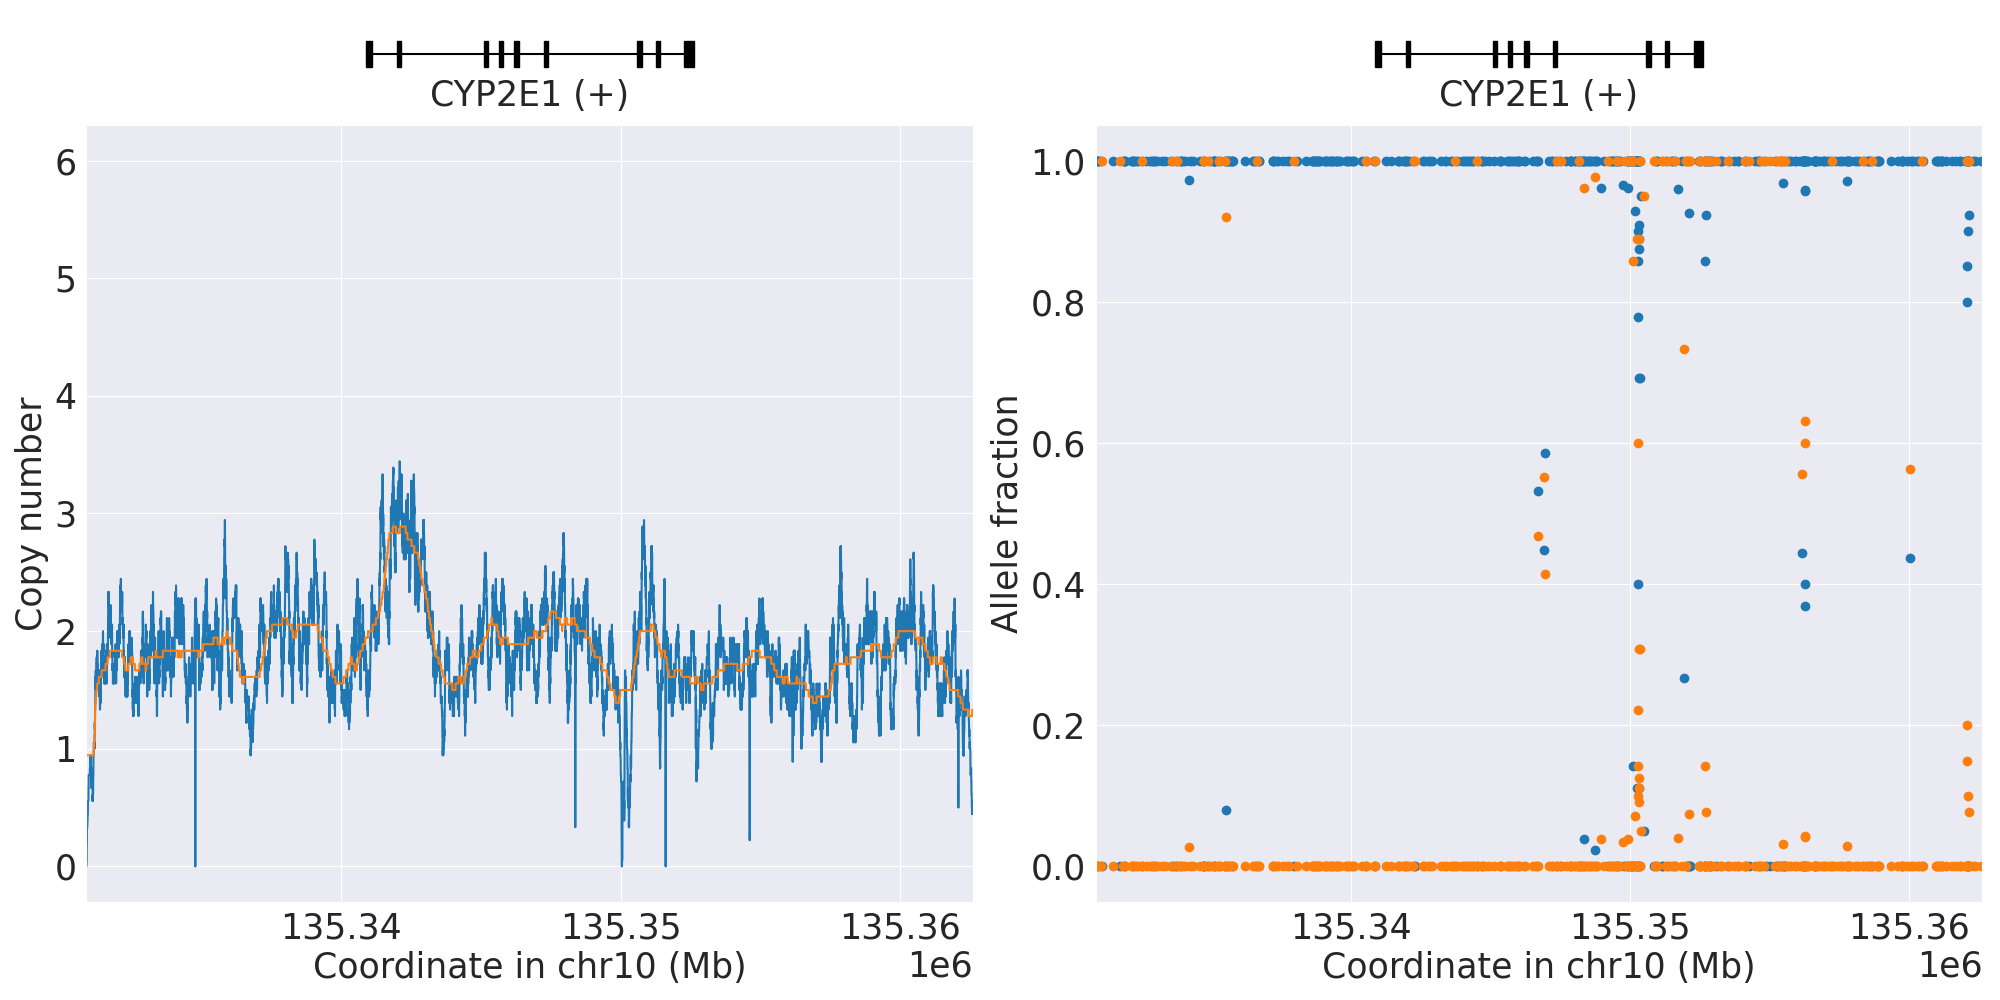 CYP2E1 (+)
6
5
4
3
2
1
0
Copy number
135.34 135.35 135.36
Coordinate in chr10 (Mb)
1e6
CYP2E1 (+)
1.0
0.8
0.6
0.4
0.2
0.0
Allele fraction
135.34 135.35 135.36
Coordinate in chr10 (Mb)
1e6